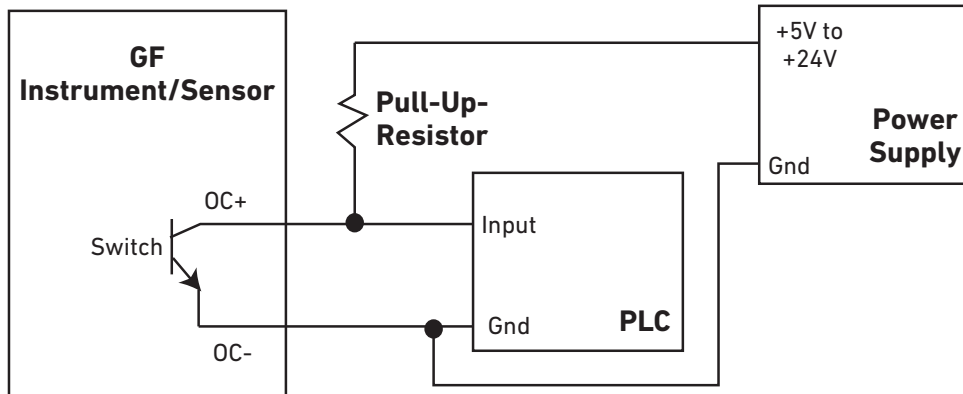 GF
Instrument/Sensor
OC+
Switch
OC-
Pull-Up-
Resistor
Input
Gnd
PLC
+5V to
+24V
Power
Supply
Gnd